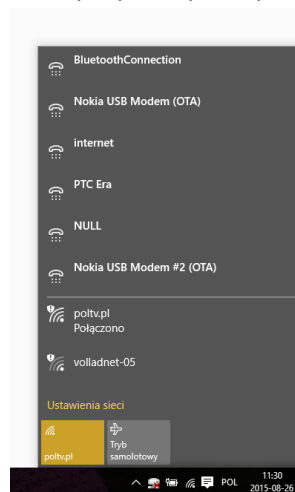 BluetoothConnection
Nokia USB Modem (OTA)
internet
PTC Era
NULL
Nokia USB Modem #2 (OTA)
poltv.pl
Połączono
volladnet-05
Ustawienia sieci
poltv.pl
Tryb
samolotowy
POL
11:30
2015-08-26